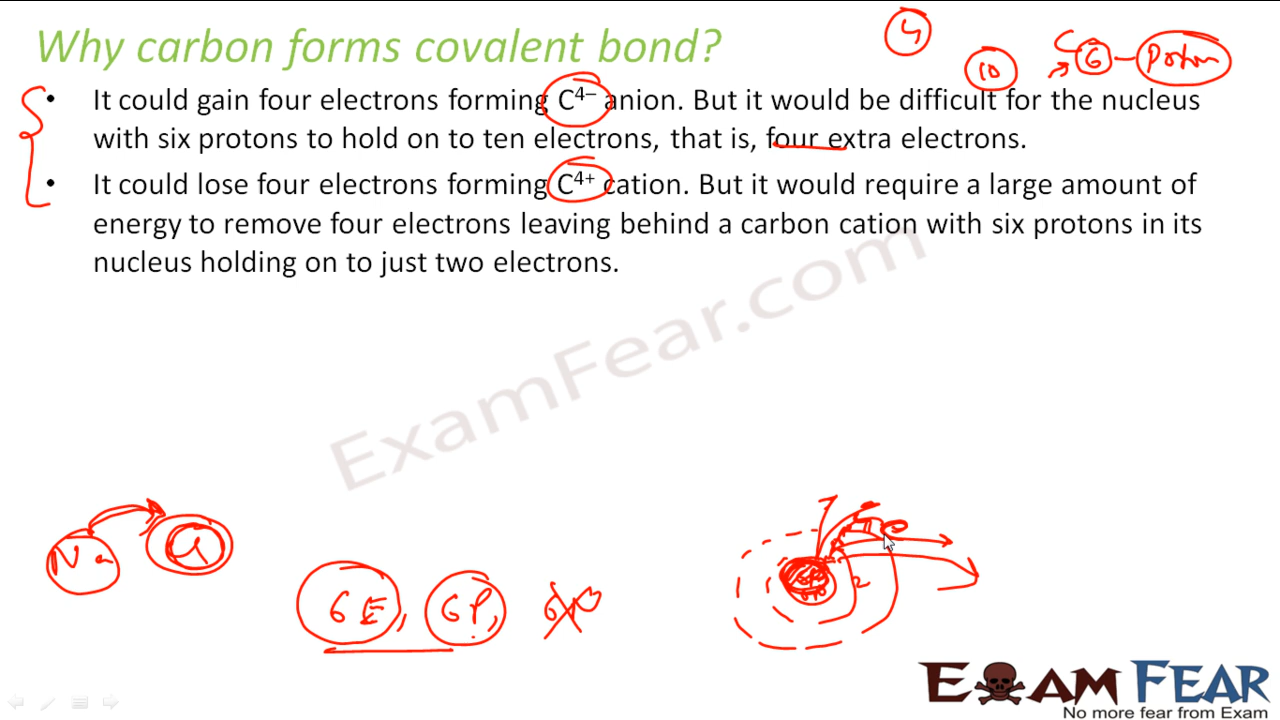 Why carbon forms covalent bond?
4
10
C
6 - Proton
• It could gain four electrons forming C⁴⁻ anion. But it would be difficult for the nucleus
with six protons to hold on to ten electrons, that is, four extra electrons.
• It could lose four electrons forming C⁴⁺ cation. But it would require a large amount of
energy to remove four electrons leaving behind a carbon cation with six protons in its
nucleus holding on to just two electrons.
ExamFear.com
Na
6 E, 6 P,
2
EXAM FEAR
No more fear from Exam